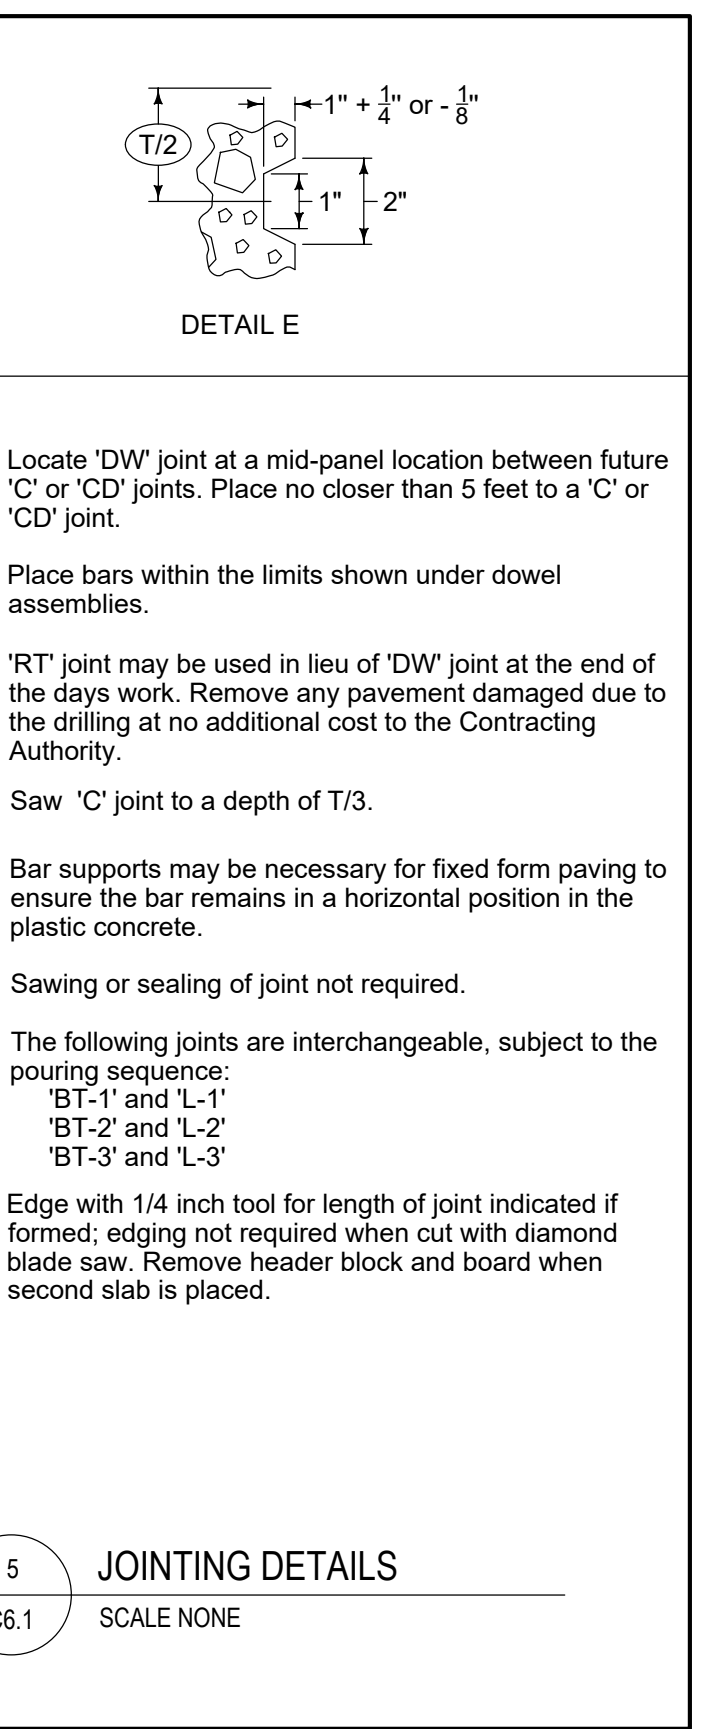 1" + 1/4" or - 1/8"
T/2
1"
2"
DETAIL E
Locate 'DW' joint at a mid-panel location between future
'C' or 'CD' joints. Place no closer than 5 feet to a 'C' or
'CD' joint.
Place bars within the limits shown under dowel
assemblies.
'RT' joint may be used in lieu of 'DW' joint at the end of
the days work. Remove any pavement damaged due to
the drilling at no additional cost to the Contracting
Authority.
Saw 'C' joint to a depth of T/3.
Bar supports may be necessary for fixed form paving to
ensure the bar remains in a horizontal position in the
plastic concrete.
Sawing or sealing of joint not required.
The following joints are interchangeable, subject to the
pouring sequence:
'BT-1' and 'L-1'
'BT-2' and 'L-2'
'BT-3' and 'L-3'
Edge with 1/4 inch tool for length of joint indicated if
formed; edging not required when cut with diamond
blade saw. Remove header block and board when
second slab is placed.
5
JOINTING DETAILS
6.1
SCALE NONE